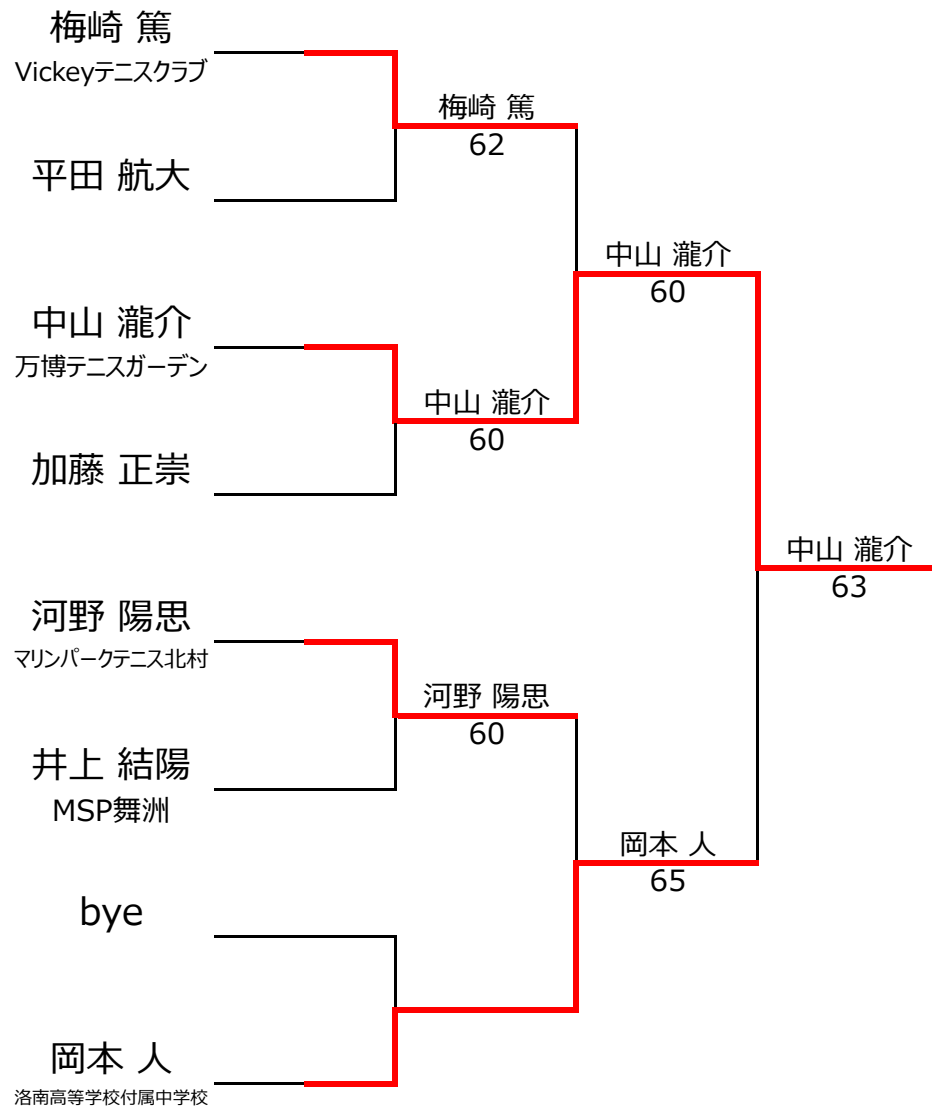 梅崎 篤
Vickeyテニスクラブ
梅崎 篤
62
平田 航大
中山 瀧介
60
中山 瀧介
万博テニスガーデン
中山 瀧介
60
加藤 正崇
中山 瀧介
63
河野 陽思
マリンパークテニス北村
河野 陽思
60
井上 結陽
MSP舞洲
岡本 人
65
bye
岡本 人
洛南高等学校付属中学校